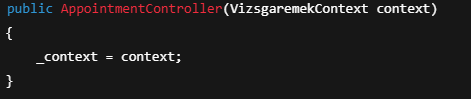 public AppointmentController(VizsgaremekContext context)
{
_context = context;
}